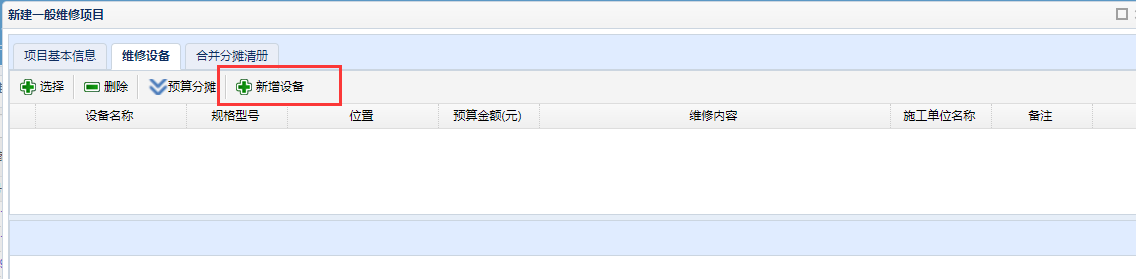 新建一般维修项目
项目基本信息 维修设备 合并分摊清册
选择 删除 预算分摊 新增设备
设备名称 规格型号 位置 预算金额(元) 维修内容 施工单位名称 备注